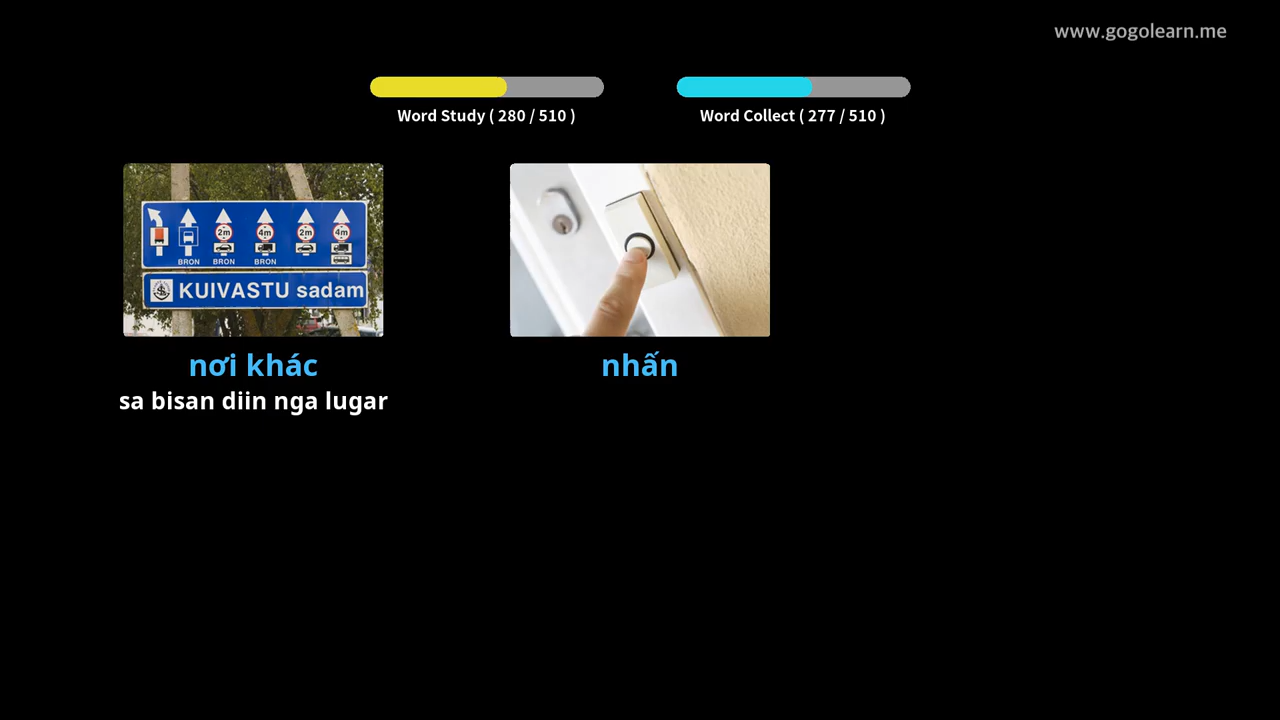 www.gogolearn.me
Word Study ( 280 / 510 )
Word Collect ( 277 / 510 )
2m
4m
2m
4m
BRON
BRON
BRON
KUIVASTU sadam
nơi khác
nhấn
sa bisan diin nga lugar